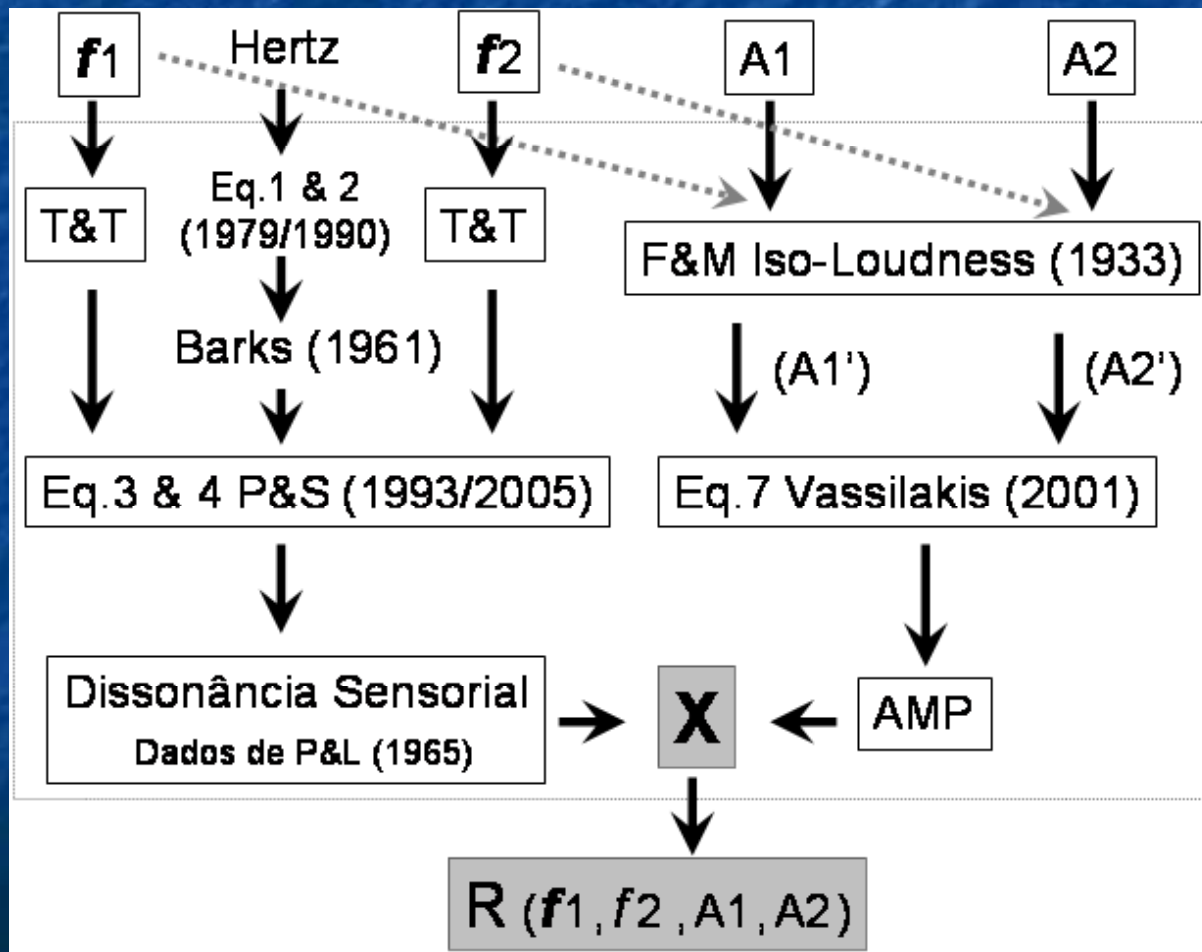 f1
Hertz
f2
A1
A2
T&T
Eq.1 & 2
(1979/1990)
T&T
F&M Iso-Loudness (1933)
Barks (1961)
(A1')
(A2')
Eq.3 & 4 P&S (1993/2005)
Eq.7 Vassilakis (2001)
Dissonância Sensorial
Dados de P&L (1965)
X
AMP
R (f1, f2, A1, A2)